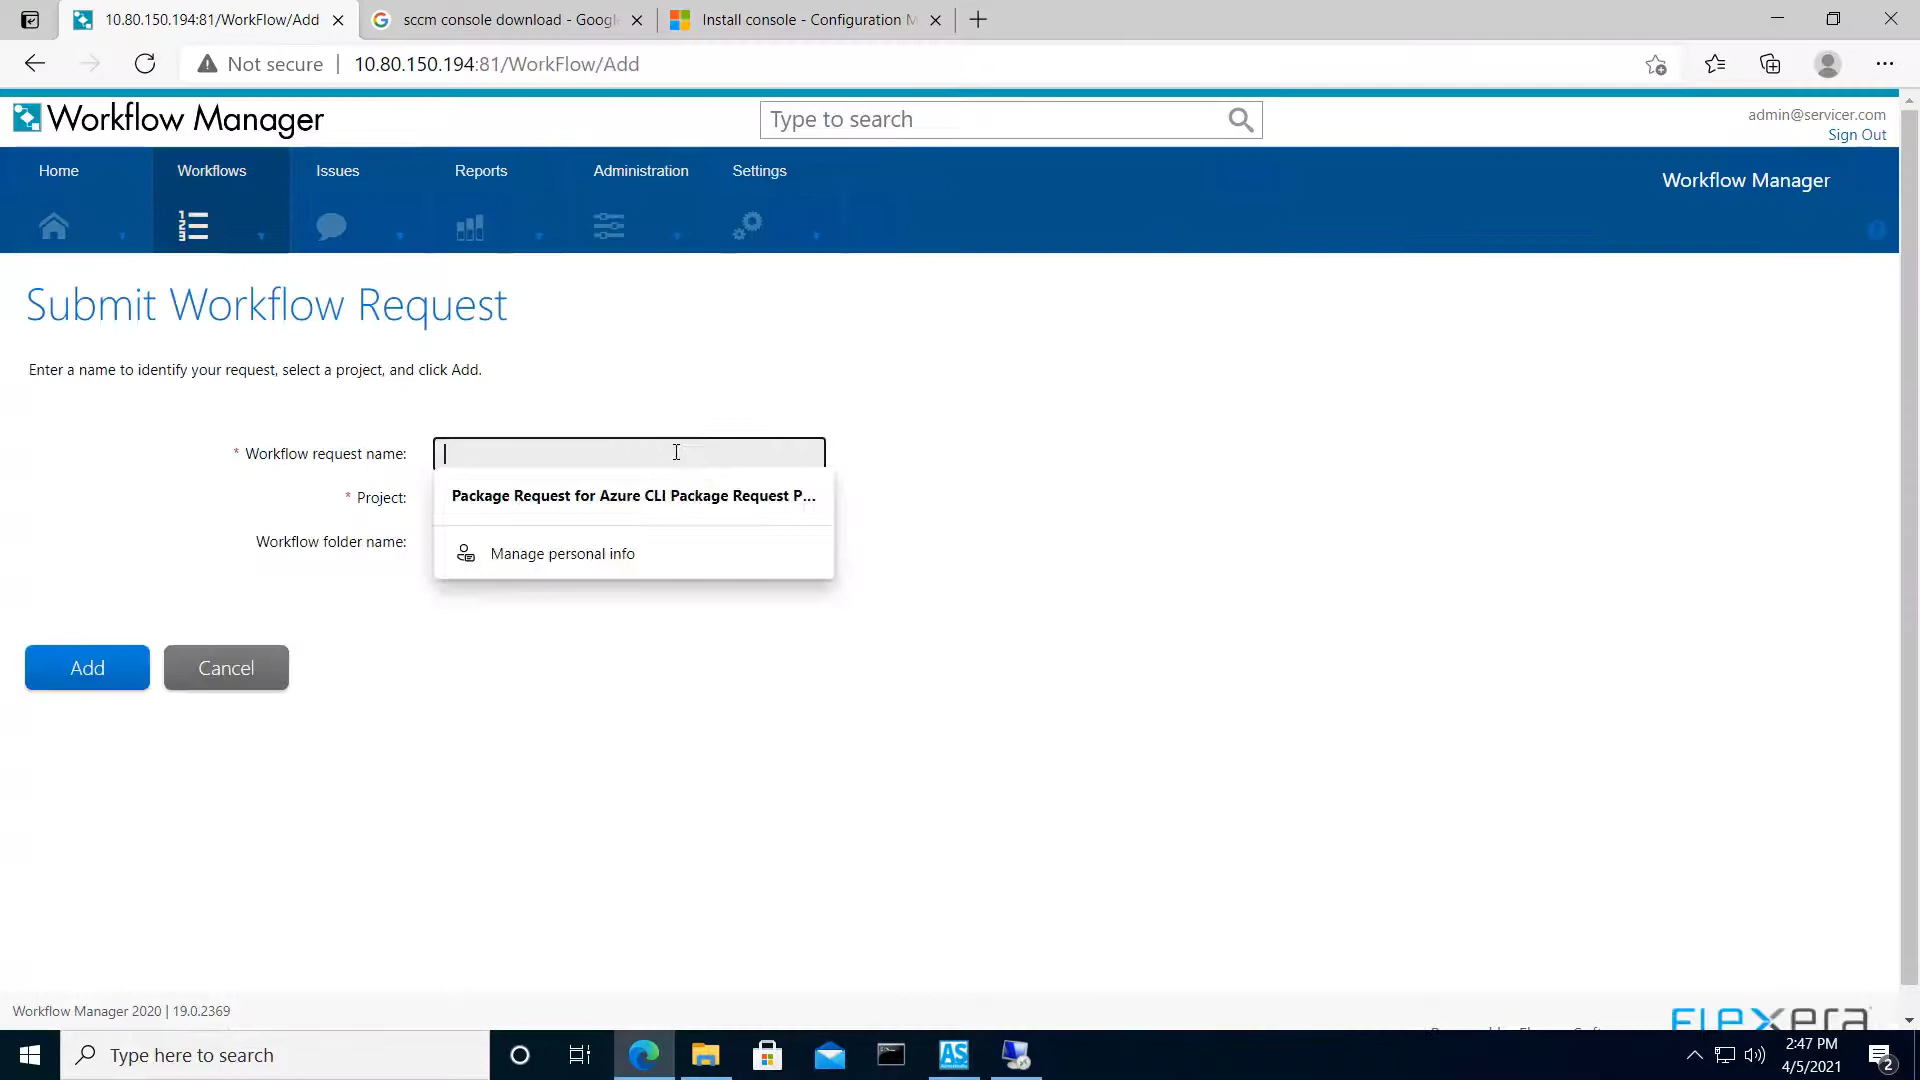 10.80.150.194:81/WorkFlow/Add
sccm console download - Google
Install console - Configuration M
Not secure
10.80.150.194:81/WorkFlow/Add
Workflow Manager
Type to search
admin@servicer.com
Sign Out
Home
Workflows
Issues
Reports
Administration
Settings
Workflow Manager
Submit Workflow Request
Enter a name to identify your request, select a project, and click Add.
* Workflow request name:
Package Request for Azure CLI Package Request P...
* Project:
Workflow folder name:
Manage personal info
Add
Cancel
Workflow Manager 2020 | 19.0.2369
FLEXERA
Type here to search
AS
2:47 PM
4/5/2021
2